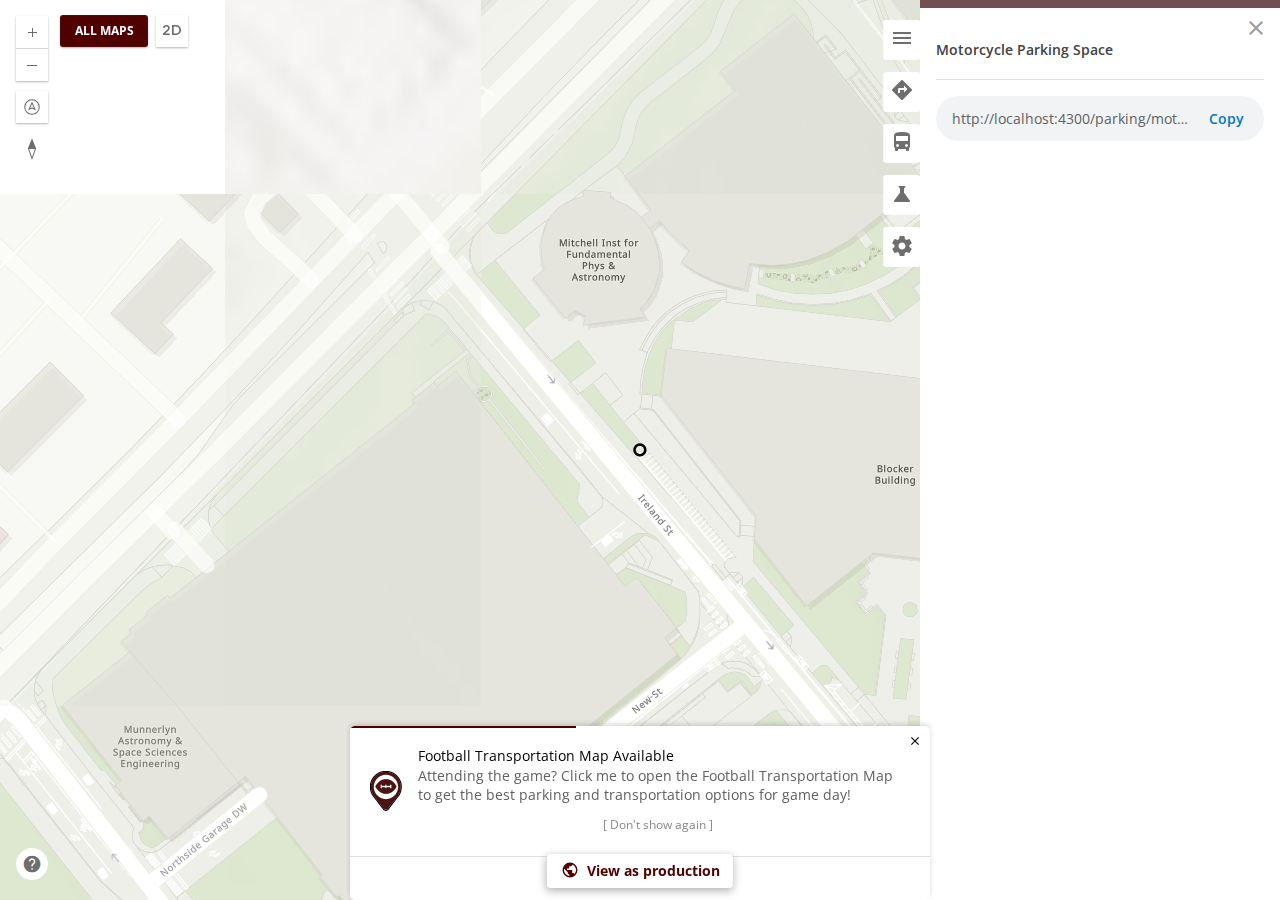 +
ALL MAPS
2D
−
Motorcycle Parking Space
http://localhost:4300/parking/mot...
Copy
Mitchell Inst for
Fundamental
Phys &
Astronomy
Blocker
Building
Ireland St
New St
Munnerlyn
Astronomy &
Space Sciences
Engineering
Northside Garage DW
Football Transportation Map Available
Attending the game? Click me to open the Football Transportation Map
to get the best parking and transportation options for game day!
[ Don't show again ]
View as production